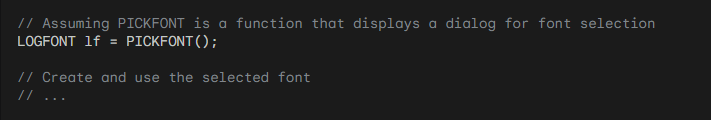 // Assuming PICKFONT is a function that displays a dialog for font selection
LOGFONT lf = PICKFONT();
// Create and use the selected font
// ...